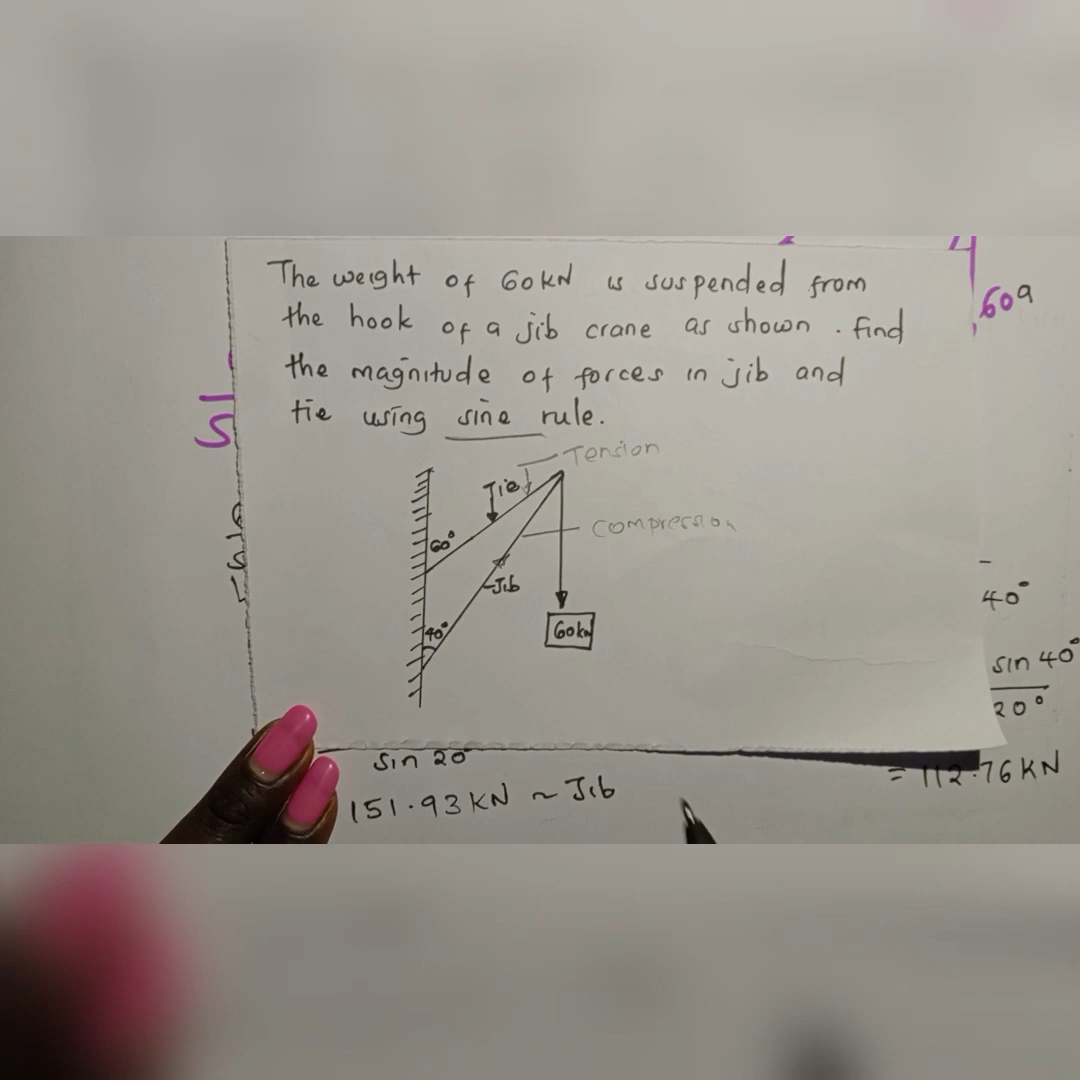 The weight of 60kN is suspended from
the hook of a jib crane as shown. find
the magnitude of forces in jib and
tie using sine rule.
Tension
Tie
60°
compression
Jib
40°
60kN
60°
40°
sin 40°
20°
= 112.76KN
sin 20
151.93KN ~ Jib